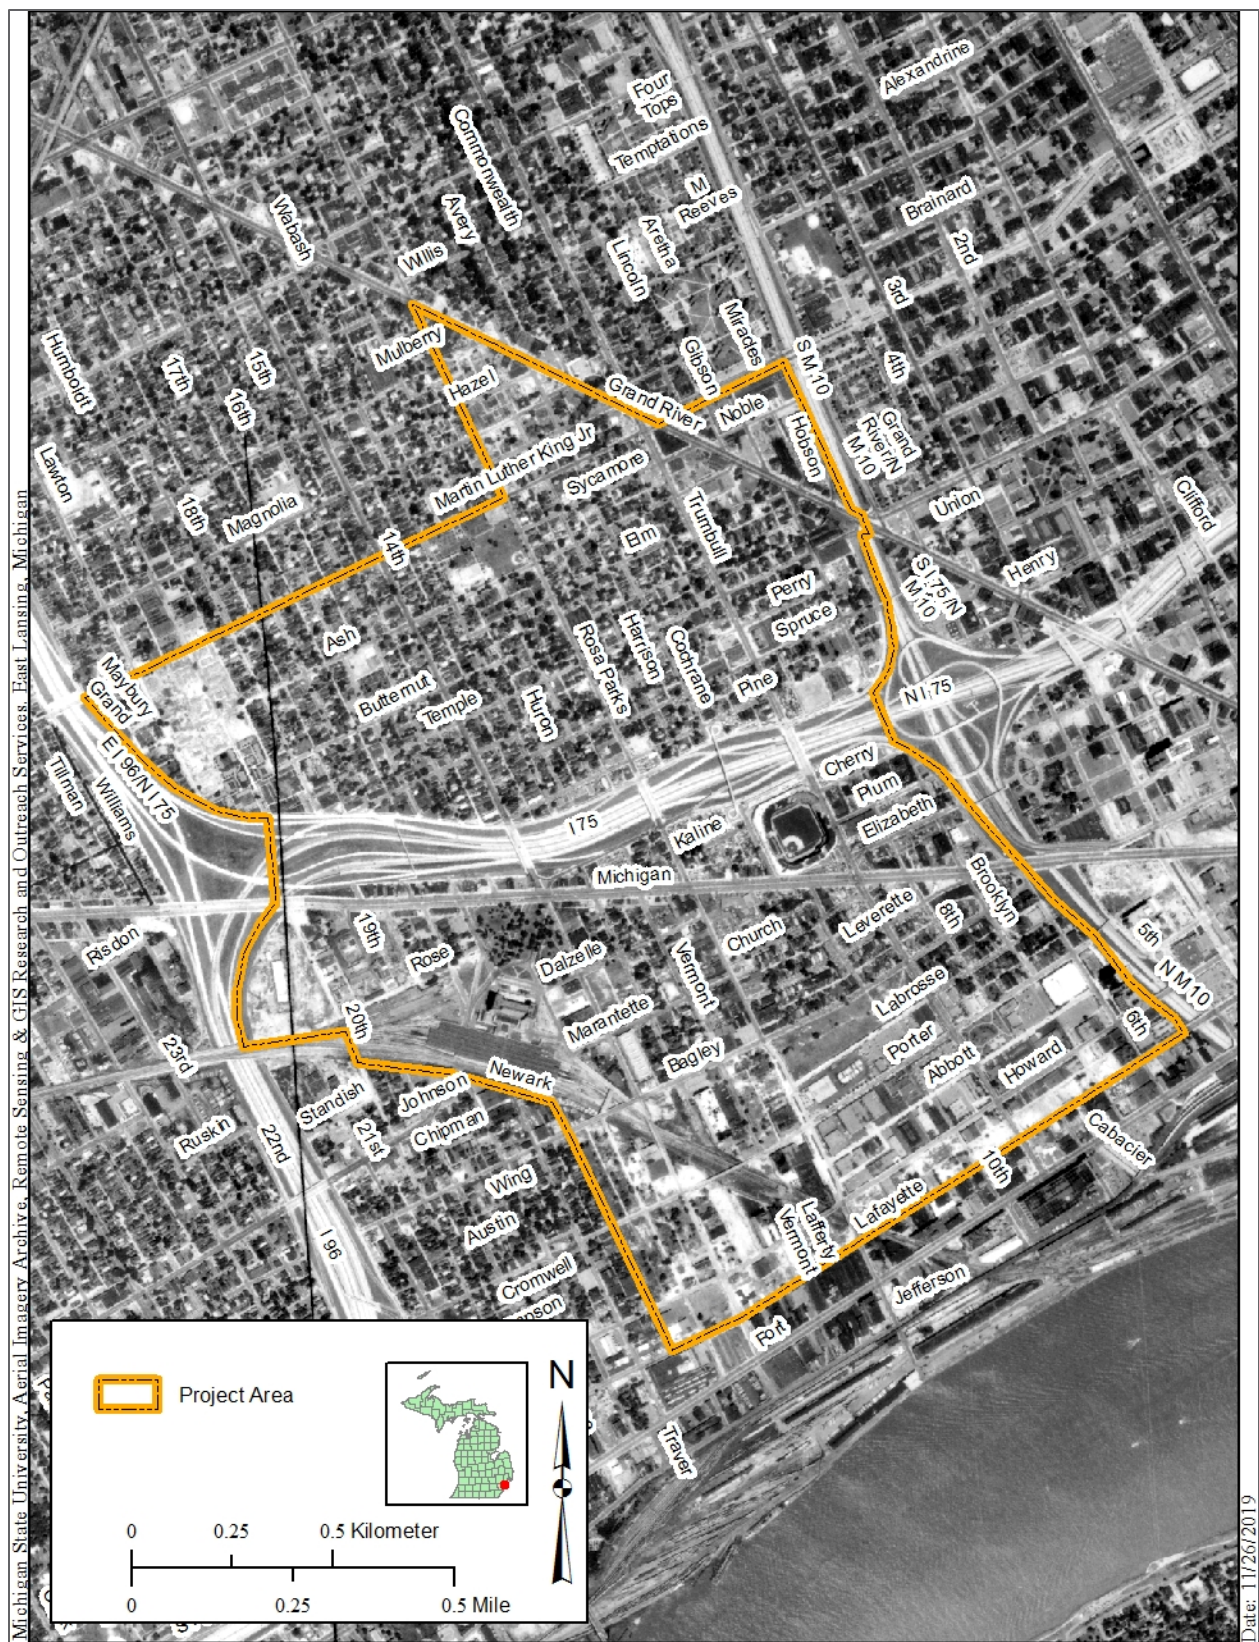 Alexandrine
Four
Tops
Temptations
Commonwealth
M
Reeves
Brainard
Wabash
Avery
Aretha
2nd
Willis
Lincoln
3rd
Humboldt
17th
15th
16th
Mulberry
Hazel
Grand River
Gibson
Mirades
S M 10
Noble
4th
Hobson
Grand
River/N
M 10
Lawton
18th
Magnolia
Martin Luther King Jr
Sycamore
14th
Elm
Trumbull
Union
Clifford
Perry
Spruce
S I 75/N
M 10
Henry
Ash
Maybury
Grand
Butternut
Temple
Huron
Rosa Parks
Harrison
Cochrane
Pine
N I 75
E I 96/N I 75
Tillman
Williams
Cherry
Plum
Elizabeth
I 75
Kaline
Michigan
Brooklyn
Risdon
19th
Rose
Dalzelle
Vermont
Church
Leverette
8th
5th
N M 10
20th
Marantette
Labrosse
6th
23rd
Bagley
Porter
Abbott
Howard
Newark
Johnson
Standish
Chipman
21st
Ruskin
22nd
Cabacier
Wing
10th
Lafayette
Lafferty
Vermont
Austin
I 96
Cromwell
Jefferson
Fort
Traver
Project Area
N
0 0.25 0.5 Kilometer
0 0.25 0.5 Mile
Michigan State University, Aerial Imagery Archive, Remote Sensing & GIS Research and Outreach Services. East Lansing, Michigan
Date: 11/26/2019